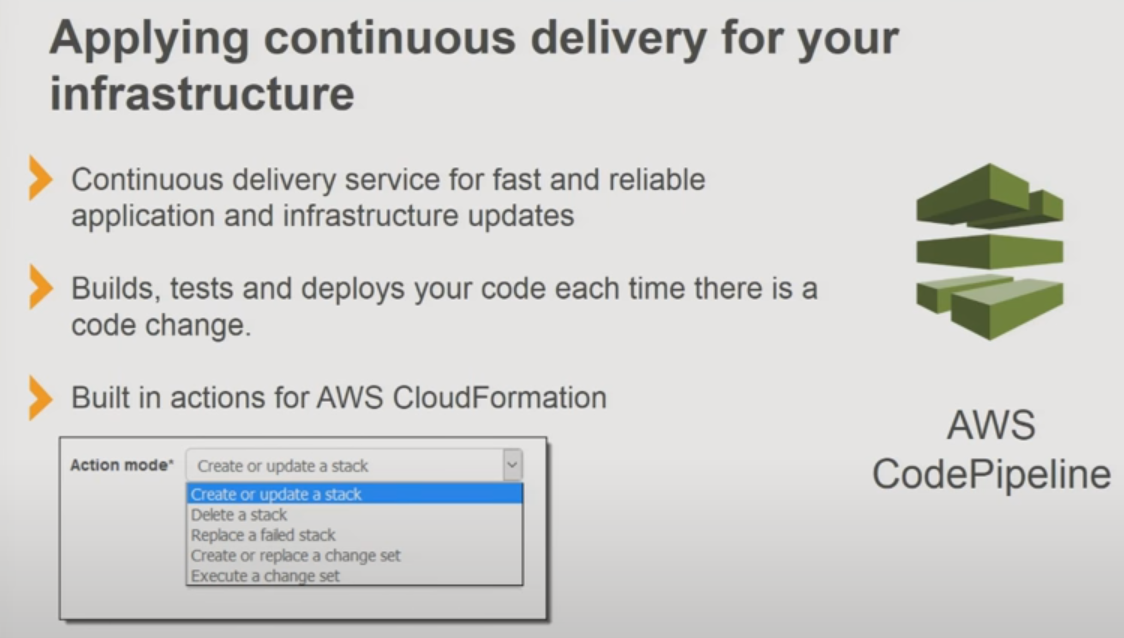 Applying continuous delivery for your
infrastructure
Continuous delivery service for fast and reliable
application and infrastructure updates
Builds, tests and deploys your code each time there is a
code change.
Built in actions for AWS CloudFormation
Action mode*
Create or update a stack
Create or update a stack
Delete a stack
Replace a failed stack
Create or replace a change set
Execute a change set
AWS
CodePipeline